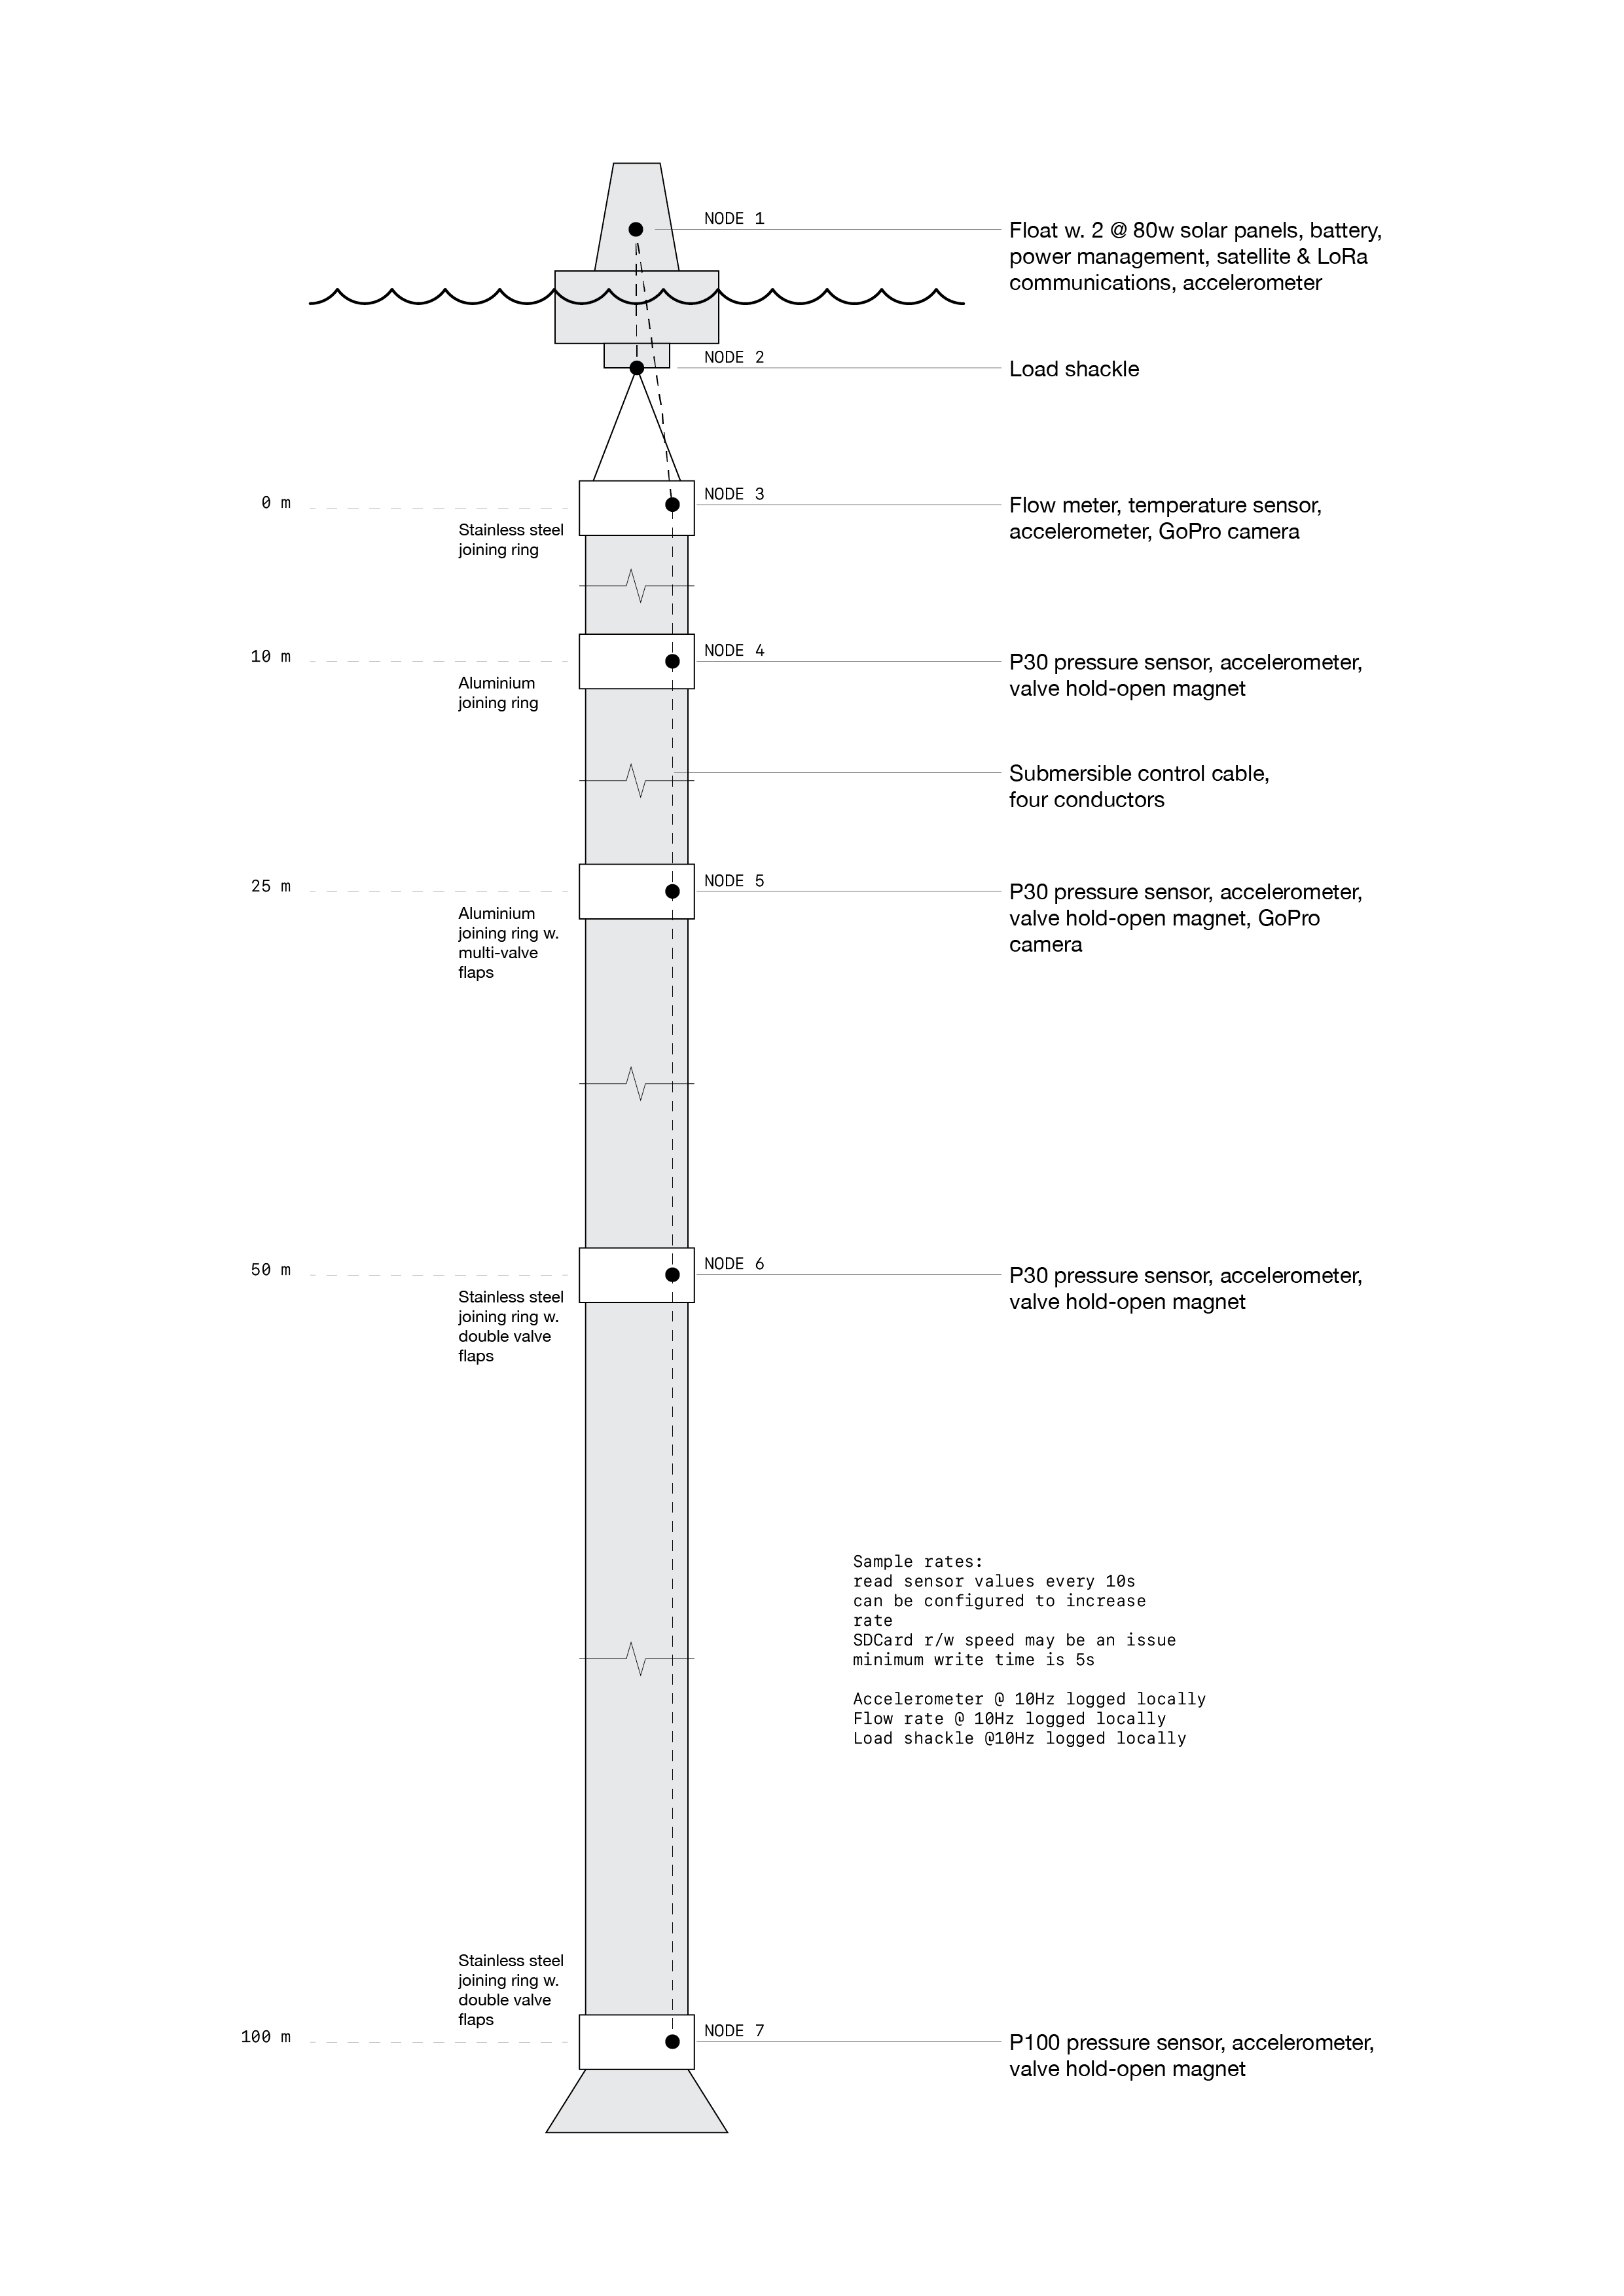 NODE 1
Float w. 2 @ 80w solar panels, battery,
power management, satellite & LoRa
communications, accelerometer
NODE 2
Load shackle
0 m
Stainless steel
joining ring
NODE 3
Flow meter, temperature sensor,
accelerometer, GoPro camera
10 m
Aluminium
joining ring
NODE 4
P30 pressure sensor, accelerometer,
valve hold-open magnet
Submersible control cable,
four conductors
25 m
Aluminium
joining ring w.
multi-valve
flaps
NODE 5
P30 pressure sensor, accelerometer,
valve hold-open magnet, GoPro
camera
50 m
Stainless steel
joining ring w.
double valve
flaps
NODE 6
P30 pressure sensor, accelerometer,
valve hold-open magnet
Sample rates:
read sensor values every 10s
can be configured to increase
rate
SDCard r/w speed may be an issue
minimum write time is 5s
Accelerometer @ 10Hz logged locally
Flow rate @ 10Hz logged locally
Load shackle @10Hz logged locally
Stainless steel
joining ring w.
double valve
flaps
100 m
NODE 7
P100 pressure sensor, accelerometer,
valve hold-open magnet